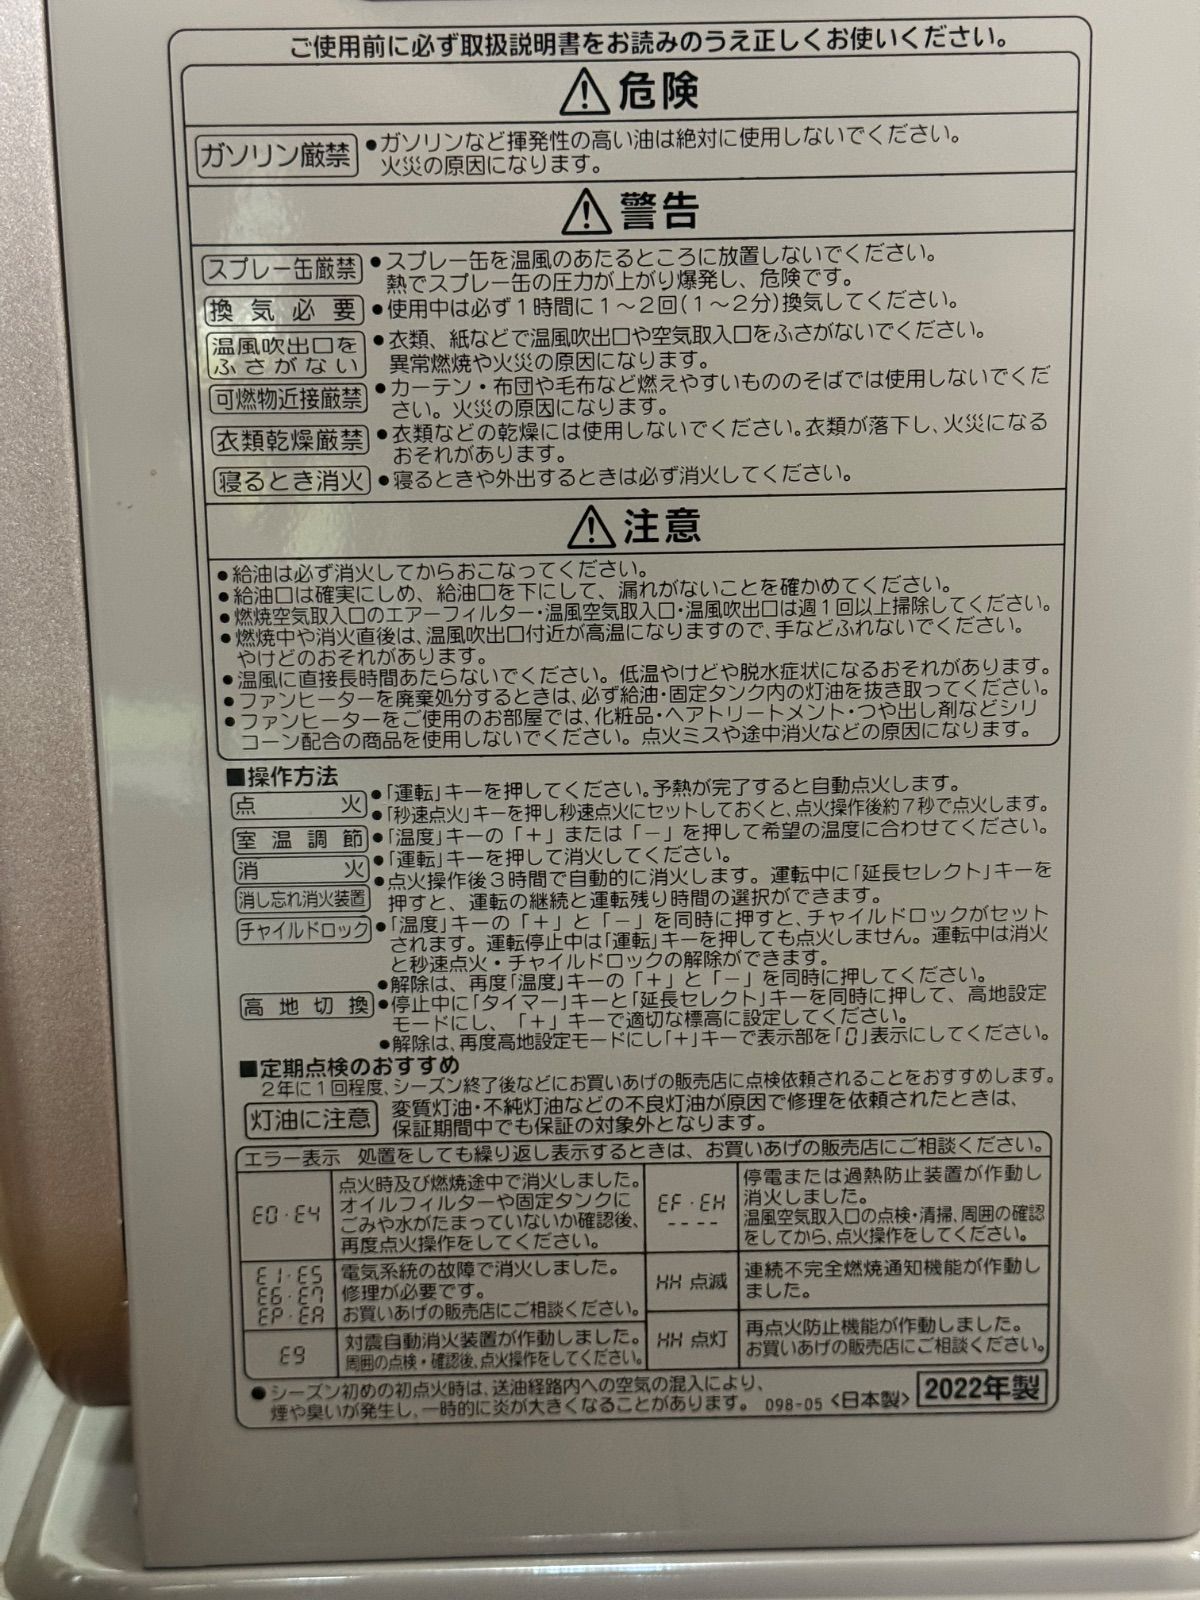 ご使用前に必ず取扱説明書をお読みのうえ正しくお使いください。
危険
ガソリン厳禁 ●ガソリンなど揮発性の高い油は絶対に使用しないでください。
火災の原因になります。
警告
スプレー缶厳禁 ●スプレー缶を温風のあたるところに放置しないでください。
熱でスプレー缶の圧力が上がり爆発し、危険です。
換気必要 ●使用中は必ず1時間に1〜2回(1〜2分)換気してください。
温風吹出口を
ふさがない
●衣類、紙などで温風吹出口や空気取入口をふさがないでください。
異常燃焼や火災の原因になります。
可燃物近接厳禁 ●カーテン・布団や毛布など燃えやすいもののそばでは使用しないでくだ
さい。火災の原因になります。
衣類乾燥厳禁 ●衣類などの乾燥には使用しないでください。衣類が落下し、火災になる
おそれがあります。
寝るとき消火 ●寝るときや外出するときは必ず消火してください。
注意
●給油は必ず消火してからおこなってください。
●給油口は確実にしめ、給油口を下にして、漏れがないことを確かめてください。
●燃焼空気取入口のエアーフィルター・温風空気取入口・温風吹出口は週1回以上掃除してください。
●燃焼中や消火直後は、温風吹出口付近が高温になりますので、手などふれないでください。
やけどのおそれがあります。
●温風に直接長時間あたらないでください。低温やけどや脱水症状になるおそれがあります。
●ファンヒーターを廃棄処分するときは、必ず給油・固定タンク内の灯油を抜き取ってください。
●ファンヒーターをご使用のお部屋では、化粧品・ヘアトリートメント・つや出し剤などシリ
コーン配合の商品を使用しないでください。点火ミスや途中消火などの原因になります。
■操作方法
点火 ●「運転」キーを押してください。予熱が完了すると自動点火します。
●「秒速点火」キーを押し秒速点火にセットしておくと、点火操作後約7秒で点火します。
室温調節 ●「温度」キーの「+」または「−」を押して希望の温度に合わせてください。
消火 ●「運転」キーを押して消火してください。
消し忘れ消火装置 ●点火操作後3時間で自動的に消火します。運転中に「延長セレクト」キーを
押すと、運転の継続と運転残り時間の選択ができます。
チャイルドロック ●「温度」キーの「+」と「−」を同時に押すと、チャイルドロックがセット
されます。運転停止中は「運転」キーを押しても点火しません。運転中は消火
と秒速点火・チャイルドロックの解除ができます。
●解除は、再度「温度」キーの「+」と「−」を同時に押してください。
高地切換 ●停止中に「タイマー」キーと「延長セレクト」キーを同時に押して、高地設定
モードにし、「+」キーで適切な標高に設定してください。
●解除は、再度高地設定モードにし「+」キーで表示部を「0」表示にしてください。
■定期点検のおすすめ
2年に1回程度、シーズン終了後などにお買いあげの販売店に点検依頼されることをおすすめします。
灯油に注意 変質灯油・不純灯油などの不良灯油が原因で修理を依頼されたときは、
保証期間中でも保証の対象外となります。
エラー表示 処置をしても繰り返し表示するときは、お買いあげの販売店にご相談ください。
E0・E4
点火時及び燃焼途中で消火しました。
オイルフィルターや固定タンクに
ごみや水がたまっていないか確認後、
再度点火操作をしてください。
EF・EH
----
停電または過熱防止装置が作動し
消火しました。
温風空気取入口の点検・清掃、周囲の確認
をしてから、点火操作をしてください。
E1・E5
E6・E7
EP・EA
電気系統の故障で消火しました。
修理が必要です。
お買いあげの販売店にご相談ください。
HH 点滅
連続不完全燃焼通知機能が作動し
ました。
E9
対震自動消火装置が作動しました。
周囲の点検・確認後、点火操作をしてください。
HH 点灯
再点火防止機能が作動しました。
お買いあげの販売店にご相談ください。
●シーズン初めの初点火時は、送油経路内への空気の混入により、
煙や臭いが発生し、一時的に炎が大きくなることがあります。 098-05 <日本製> 2022年製